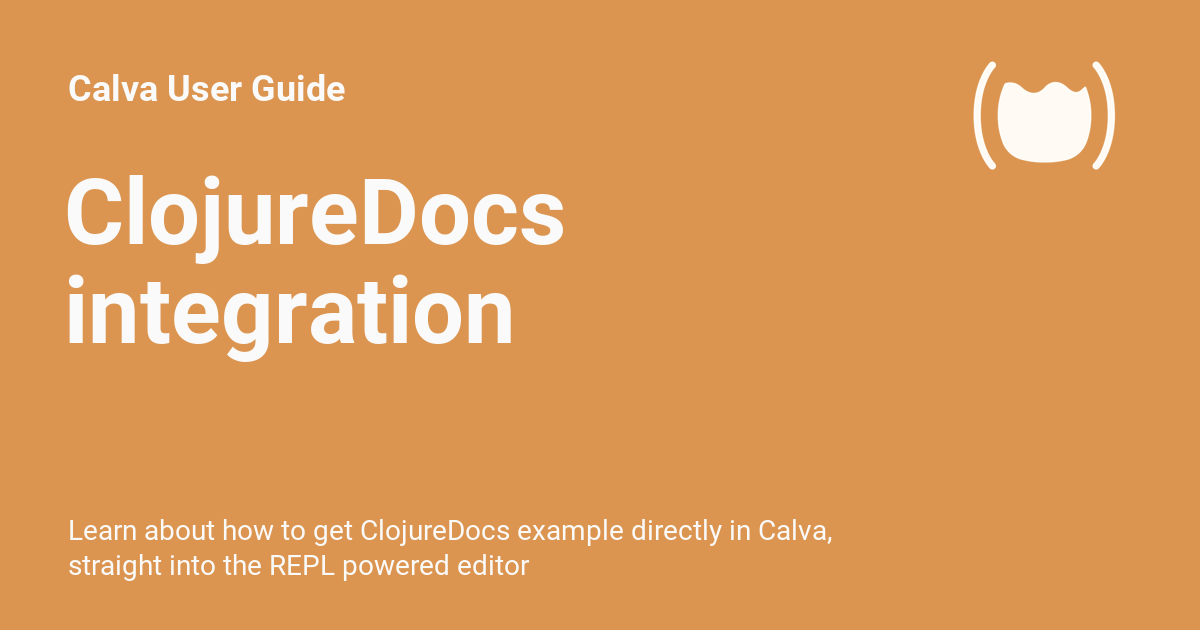 Calva User Guide
ClojureDocs
integration
Learn about how to get ClojureDocs example directly in Calva,
straight into the REPL powered editor